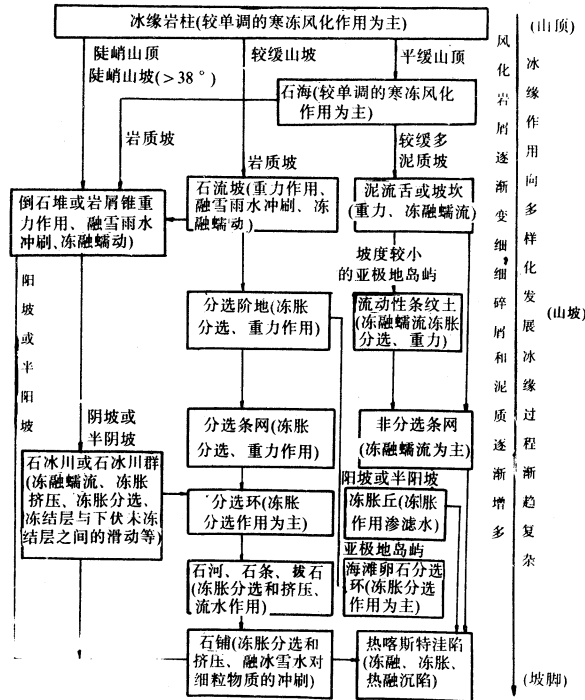 冰缘岩柱(较单调的寒冻风化作用为主)
(山顶)
陡峭山顶
陡峭山坡(>38°)
较缓山坡
平缓山顶
石海(较单调的寒冻风化
作用为主)
岩质坡
岩质坡
较缓多
泥质坡
倒石堆或岩屑锥重
力作用、融雪雨水
冲刷、冻融蠕动)
石流坡(重力作用、
融雪雨水冲刷、冻
融蠕动)
泥流舌或坡坎
(重力、冻融蠕流)
坡度较小
的亚极地岛屿
阳坡或半阳坡
分选阶地(冻胀
分选、重力作用)
流动性条纹土
(冻融蠕流冻胀
分选、重力)
(山坡)
阴坡或
半阴坡
分选条网(冻胀
分选、重力作用)
非分选条网
(冻融蠕流为主)
石冰川或石冰川群
(冻融蠕流、冻胀
挤压、冻胀分选、
冻结层与下伏未冻
结层之间的滑动等)
分选环(冻胀
分选作用为主)
阳坡或半阳坡
冻胀丘(冻胀
作用渗滤水)
亚极地岛屿
石河、石条、拨石
(冻胀分选和挤压、
流水作用)
海滩卵石分选
环(冻胀分选
作用为主)
石铺(冻胀分选和
挤压、融冰雪水对
细粒物质的冲刷)
热喀斯特洼陷
(冻融、冻胀、
热融沉陷)
风化岩屑逐渐变细,细碎屑和泥质逐渐增多
冰缘作用向多样化发展冰缘过程渐趋复杂
(坡脚)